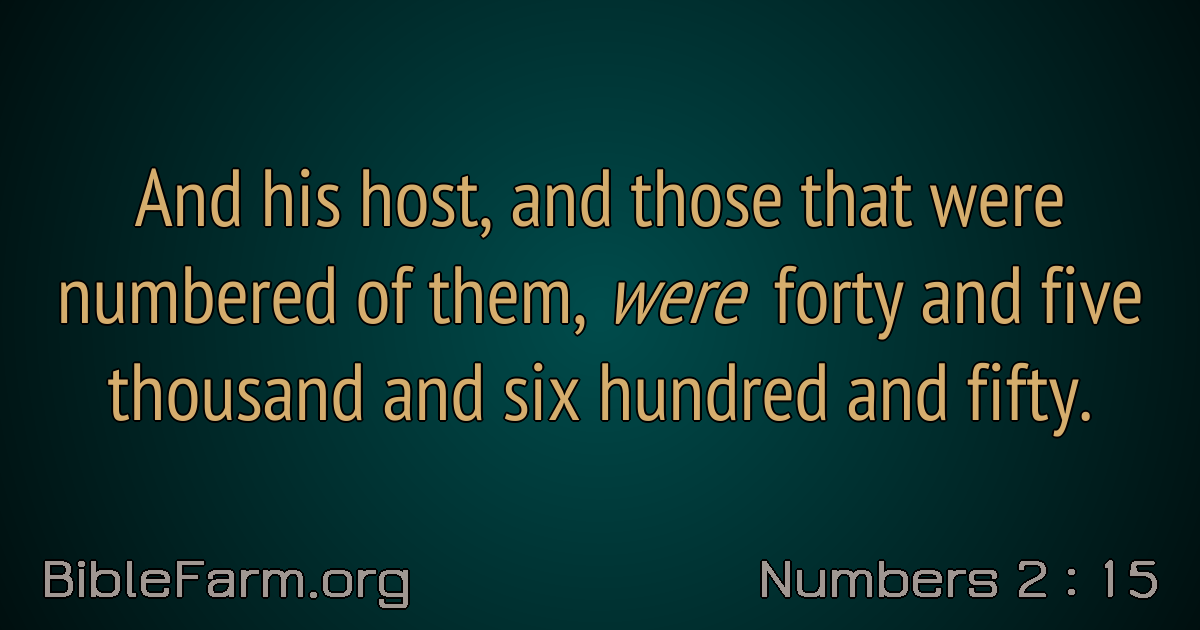 And his host, and those that were
numbered of them, were forty and five
thousand and six hundred and fifty.
BibleFarm.org
Numbers 2 : 15